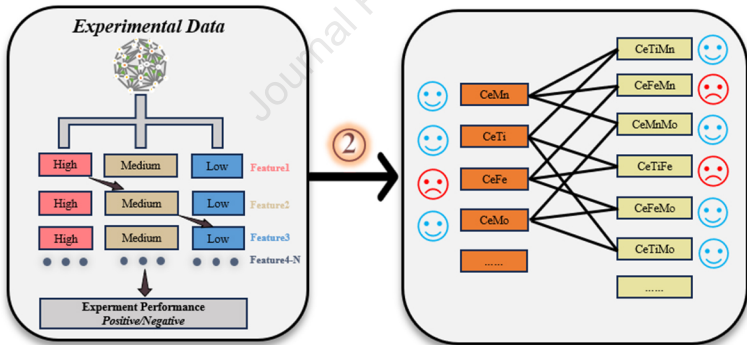 Experimental Data
High Medium Low Feature1
High Medium Low Feature2
High Medium Low Feature3
Feature4-N
Experment Performance
Positive/Negative
Journal
2
CeMn
CeTi
CeFe
CeMo
......
CeTiMn
CeFeMn
CeMnMo
CeTiFe
CeFeMo
CeTiMo
......